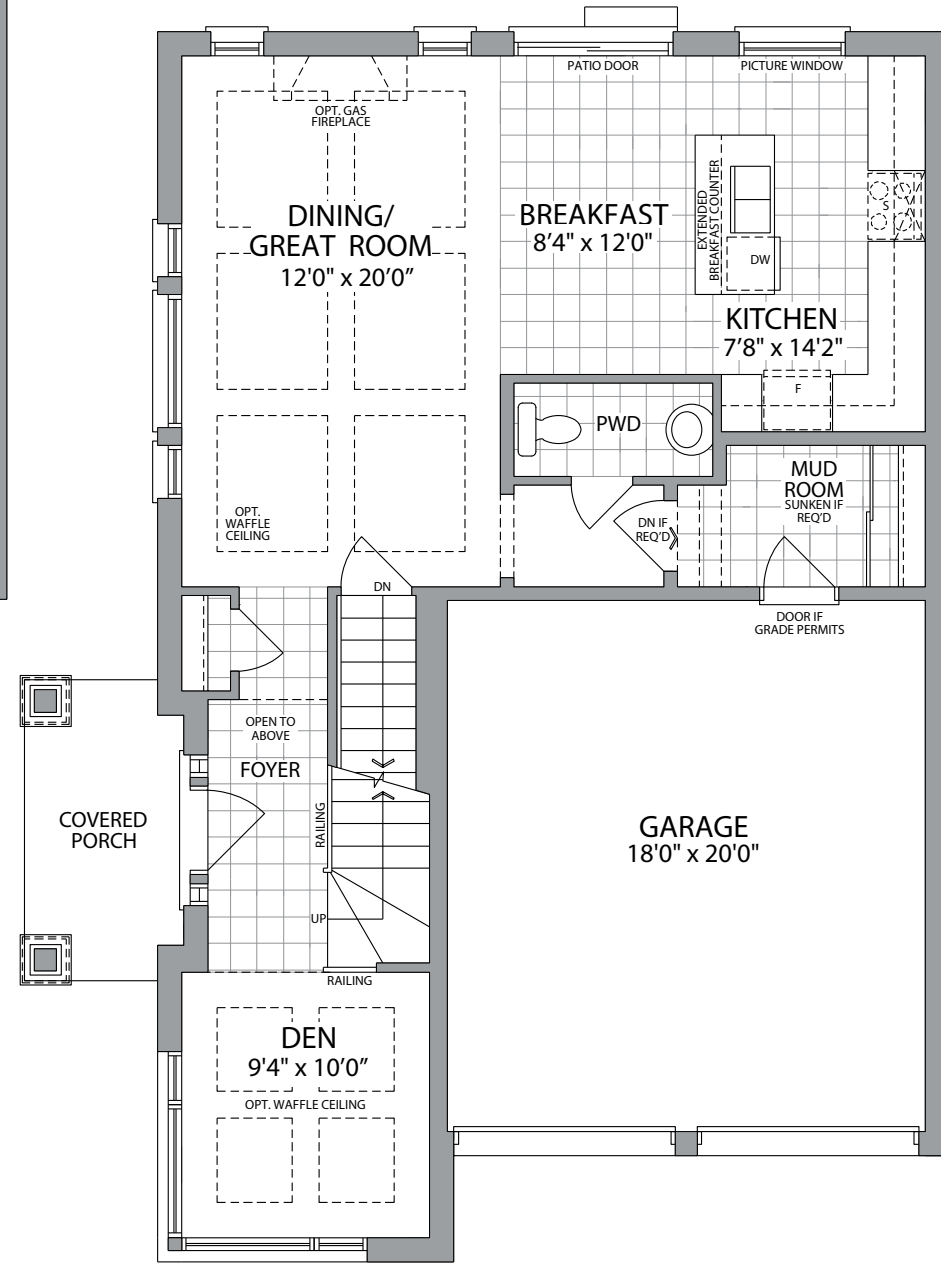 PATIO DOOR
PICTURE WINDOW
OPT. GAS
FIREPLACE
DINING/
GREAT ROOM
12'0" x 20'0"
BREAKFAST
8'4" x 12'0"
EXTENDED
BREAKFAST COUNTER
DW
S
KITCHEN
7'8" x 14'2"
F
PWD
MUD
ROOM
SUNKEN IF
REQ'D
OPT.
WAFFLE
CEILING
DN IF
REQ'D
DN
DOOR IF
GRADE PERMITS
OPEN TO
ABOVE
FOYER
COVERED
PORCH
RAILING
GARAGE
18'0" x 20'0"
UP
RAILING
DEN
9'4" x 10'0"
OPT. WAFFLE CEILING